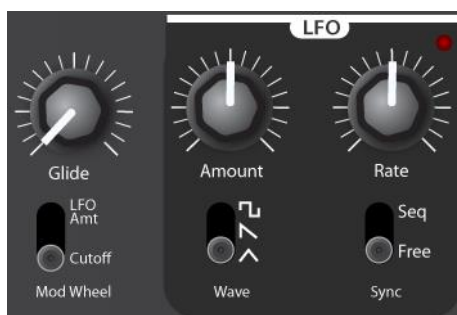 LFO
Glide
Amount
Rate
LFO
Amt
Cutoff
Seq
Free
Mod Wheel
Wave
Sync